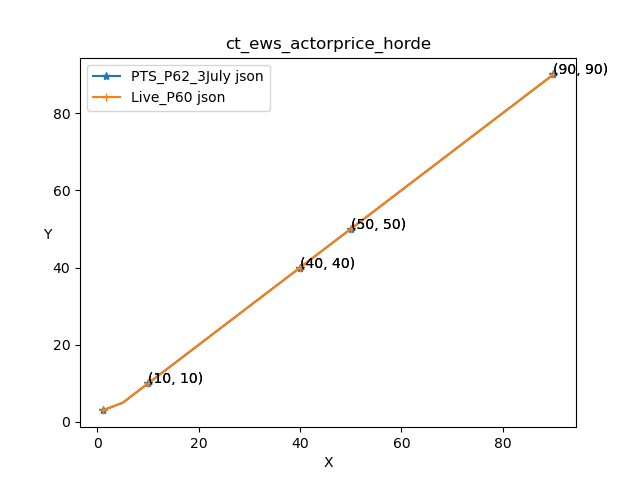 ct_ews_actorprice_horde
PTS_P62_3July json
Live_P60 json
(90, 90)
(50, 50)
(40, 40)
(10, 10)
Y
80
60
40
20
0
0 20 40 60 80
X